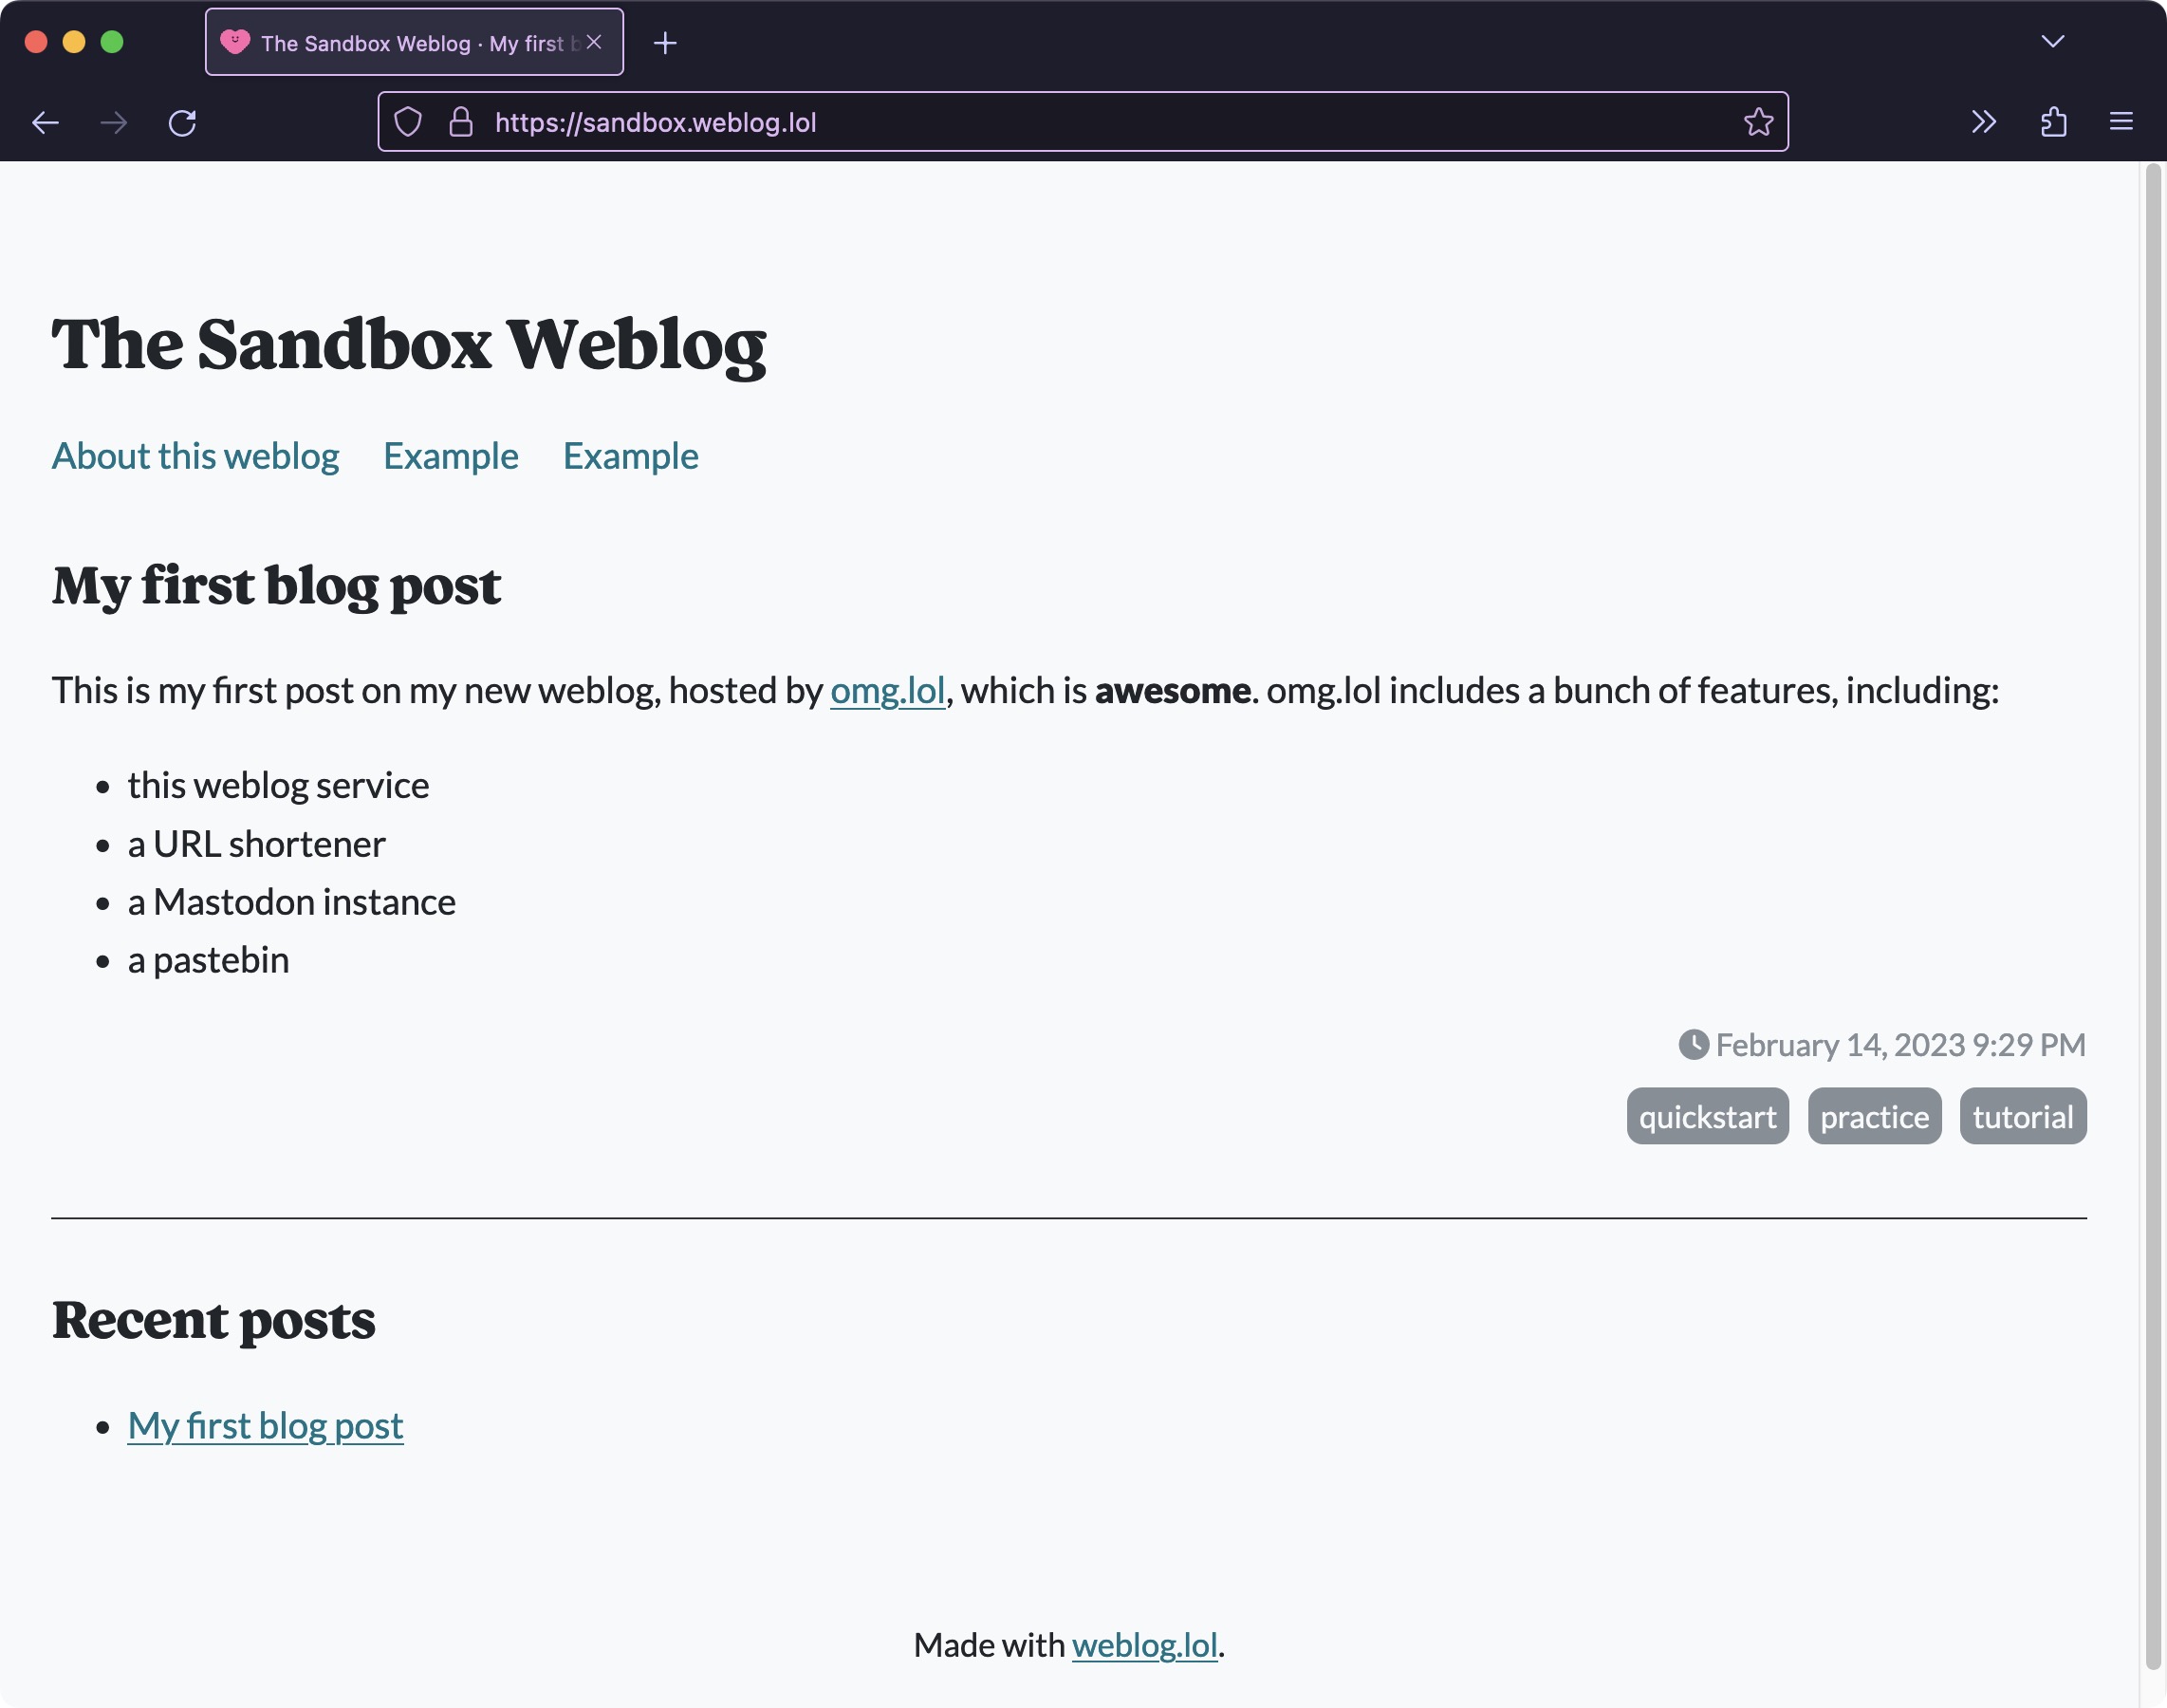 The Sandbox Weblog · My first b
https://sandbox.weblog.lol
The Sandbox Weblog
About this weblog Example Example
My first blog post
This is my first post on my new weblog, hosted by omg.lol, which is awesome. omg.lol includes a bunch of features, including:
• this weblog service
• a URL shortener
• a Mastodon instance
• a pastebin
February 14, 2023 9:29 PM
quickstart practice tutorial
Recent posts
• My first blog post
Made with weblog.lol.